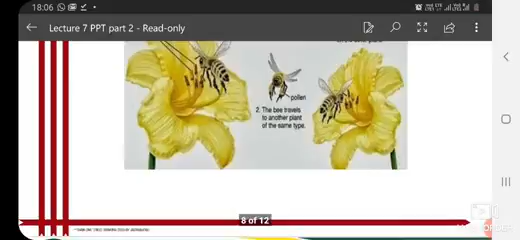 18:06
Lecture 7 PPT part 2 - Read-only
pollen
2. The bee travels
to another plant
of the same type.
8 of 12